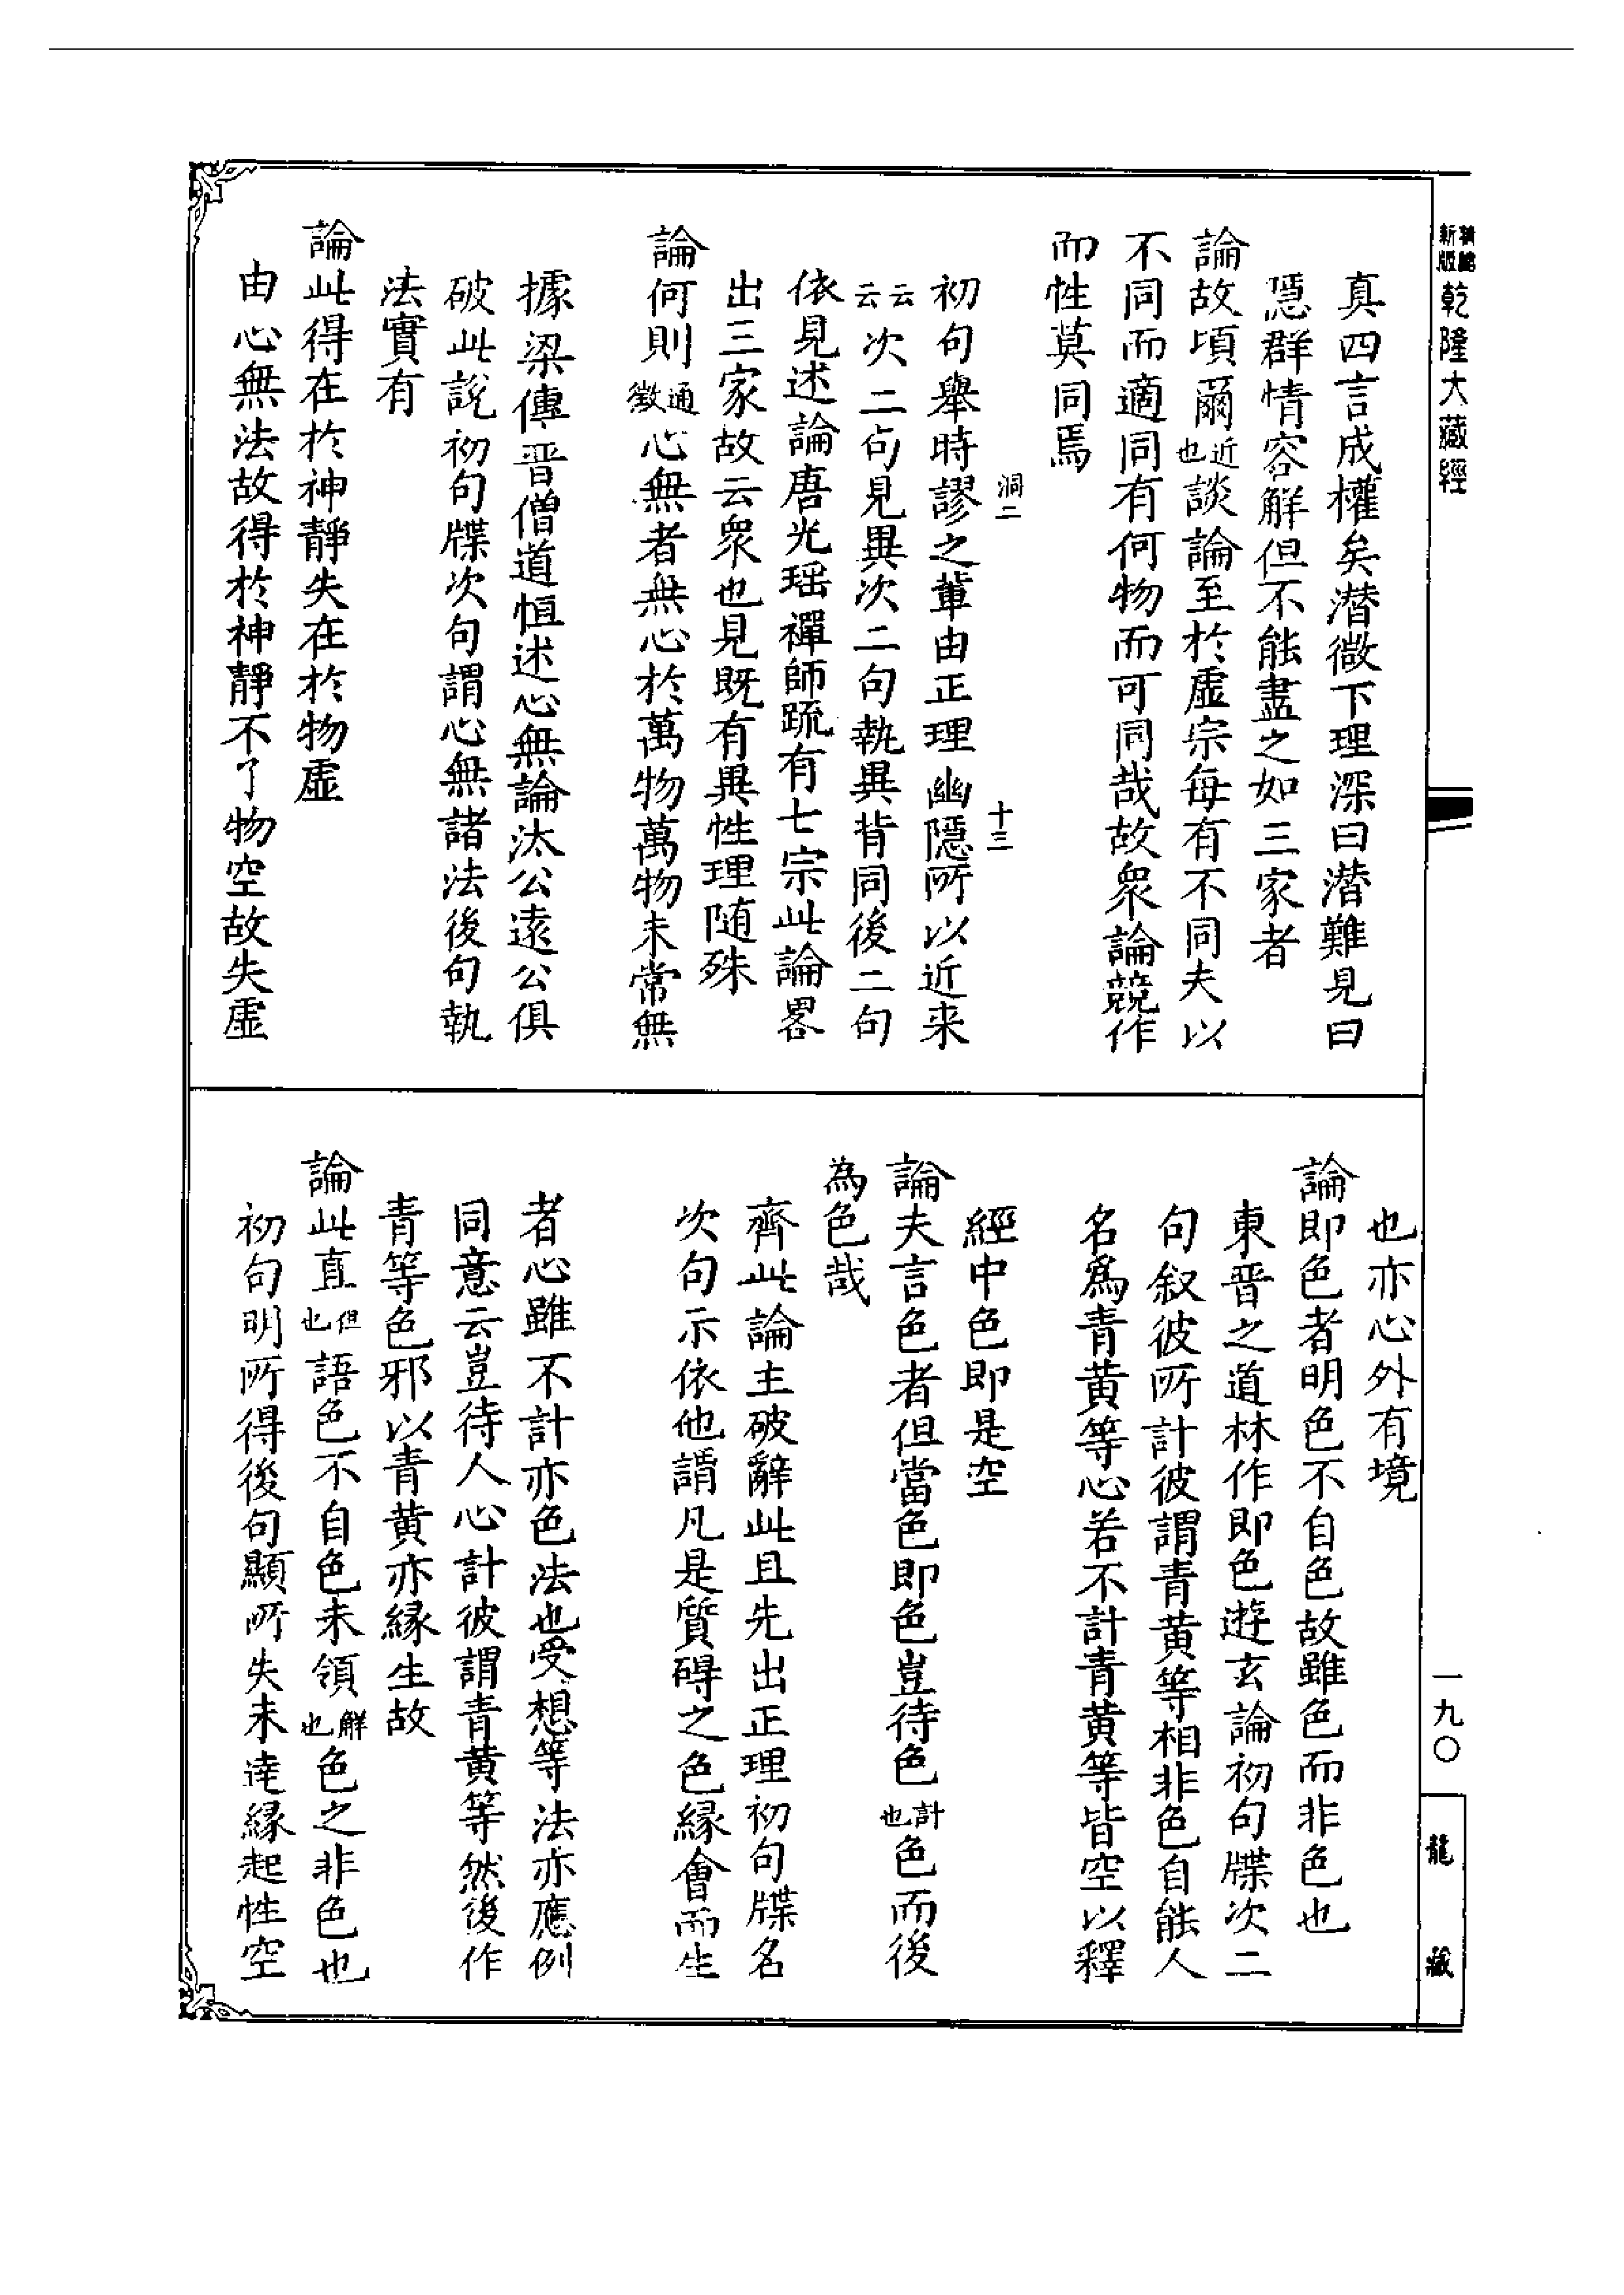 新版
精縮
乾隆大藏經
真四言成權矣潛微下理深曰潛難見曰
隱群情容解但不能盡之如三家者
論故頃爾近也談論至於虛宗每有不同夫以
不同而適同有何物而可同哉故衆論競作
而性莫同焉
洞二
十三
初句舉時謬之輩由正理幽隱所以近来
云云次二句見異次二句執異背同後二句
依見述論唐光瑶禪師疏有七宗此論畧
出三家故云衆也見既有異性理随殊
論何則通徵心無者無心於萬物萬物未常無
據梁傳晋僧道恒述心無論汰公遠公俱
破此說初句牒次句謂心無諸法後句執
法實有
論此得在於神靜失在於物虛
由心無法故得於神靜不了物空故失虛
也亦心外有境
論即色者明色不自色故雖色而非色也
東晋之道林作即色遊玄論初句牒次二
句叙彼所計彼謂青黄等相非色自能人
名爲青黄等心若不計青黄等皆空以釋
經中色即是空
論夫言色者但當色即色豈待色計也色而後
為色哉
齊此論主破辭此且先出正理初句牒名
次句示依他謂凡是質碍之色緣會而生
者心雖不計亦色法也受想等法亦應例
同意云豈待人心計彼謂青黄等然後作
青等色邪以青黄亦緣生故
論此直但也語色不自色未領解也色之非色也
初句明所得後句顯所失未達緣起性空
一九〇
龍藏